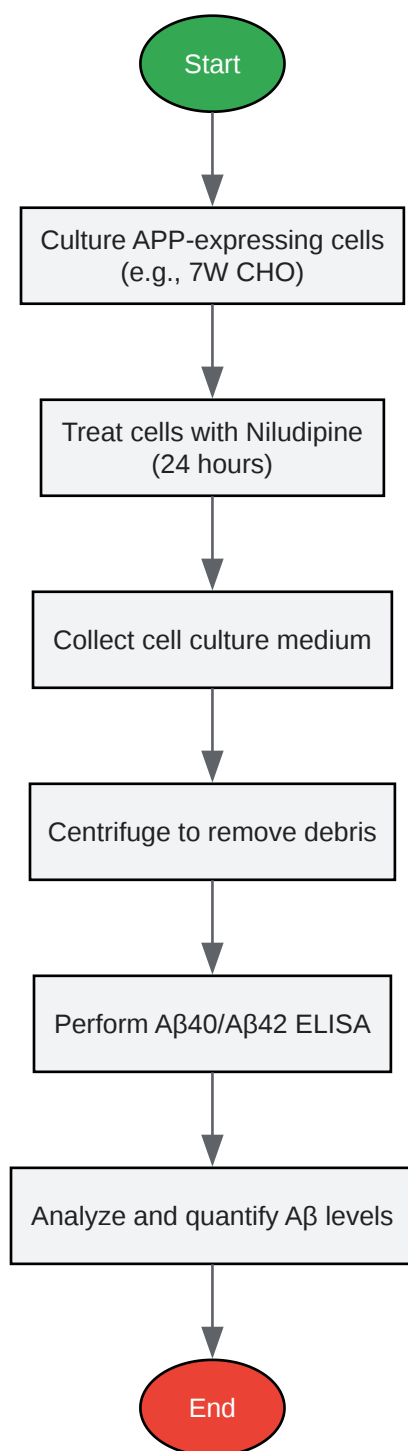 Start
Culture APP-expressing cells
(e.g., 7W CHO)
Treat cells with Niludipine
(24 hours)
Collect cell culture medium
Centrifuge to remove debris
Perform Aβ40/Aβ42 ELISA
Analyze and quantify Aβ levels
End